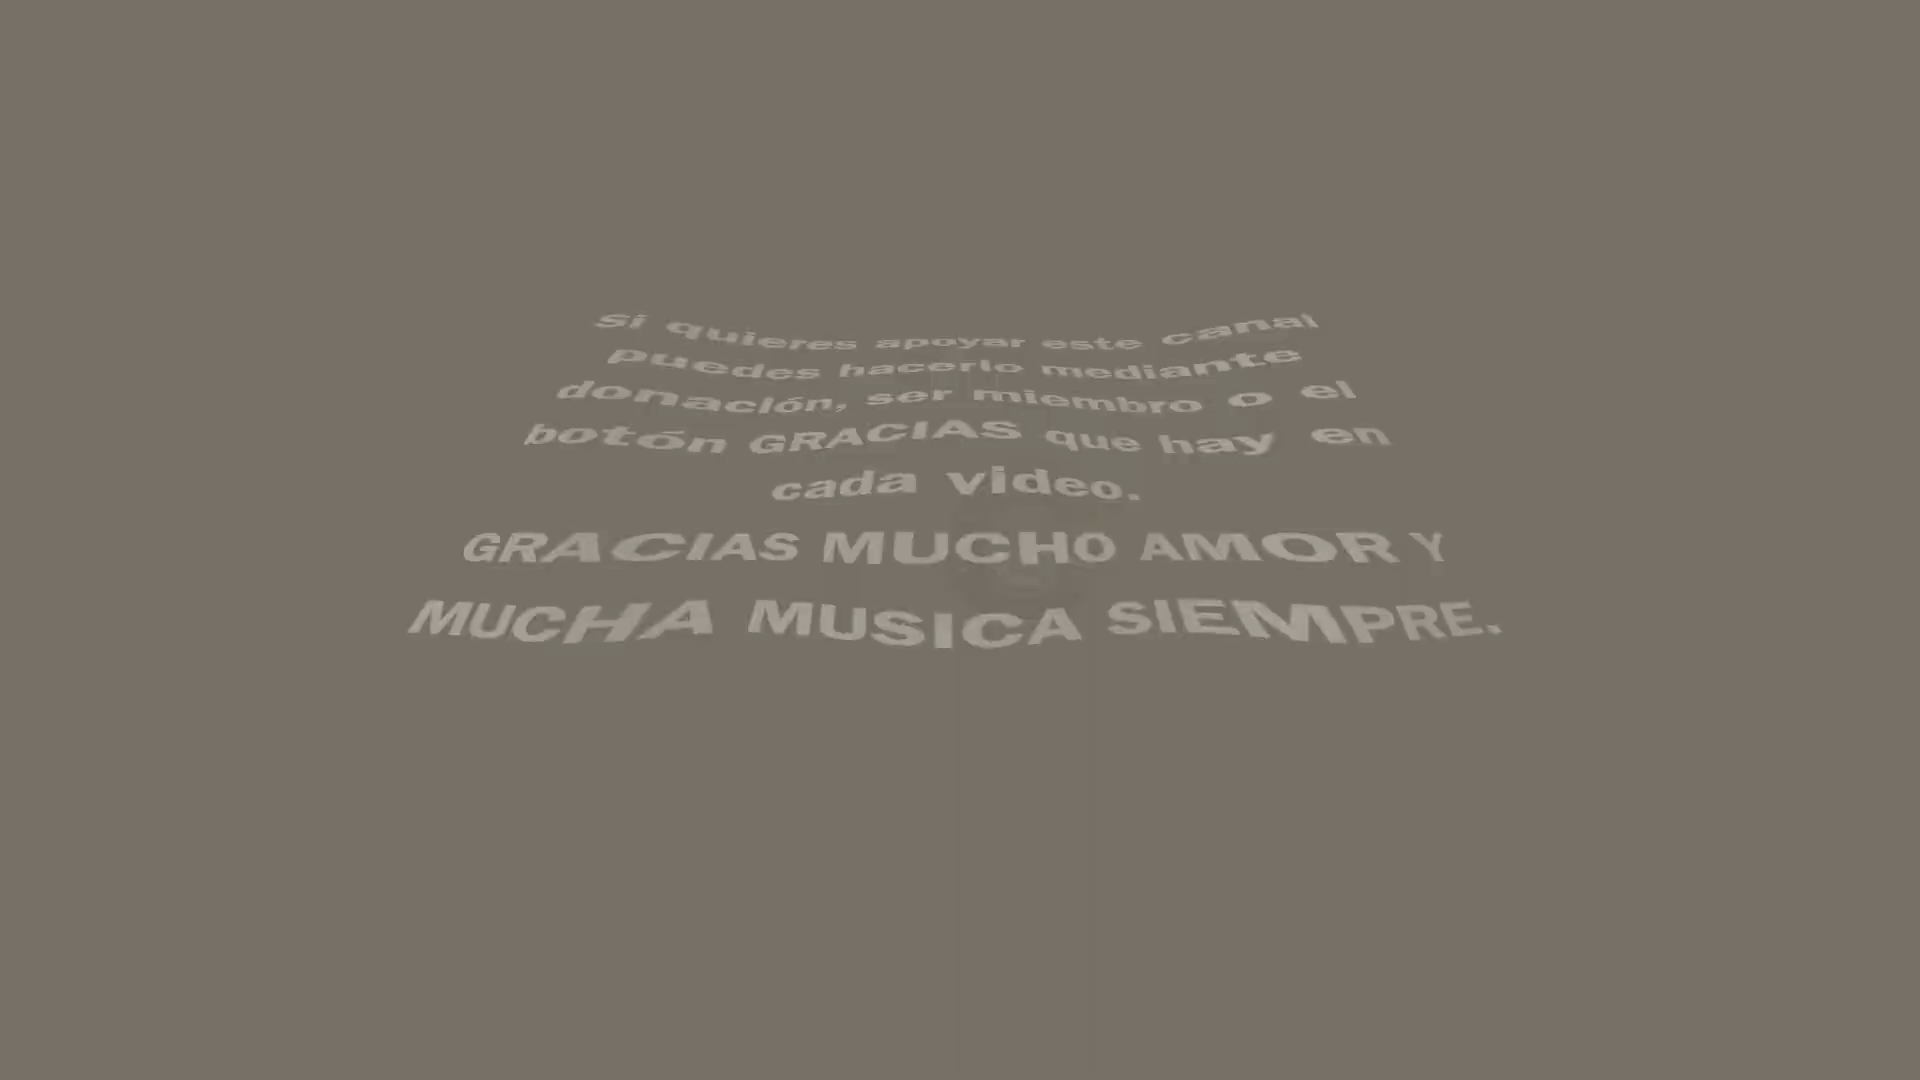 Si quieres apoyar este canal
puedes hacerlo mediante
donación, ser miembro o el
botón GRACIAS que hay en
cada video.
GRACIAS MUCHO AMOR Y
MUCHA MUSICA SIEMPRE.